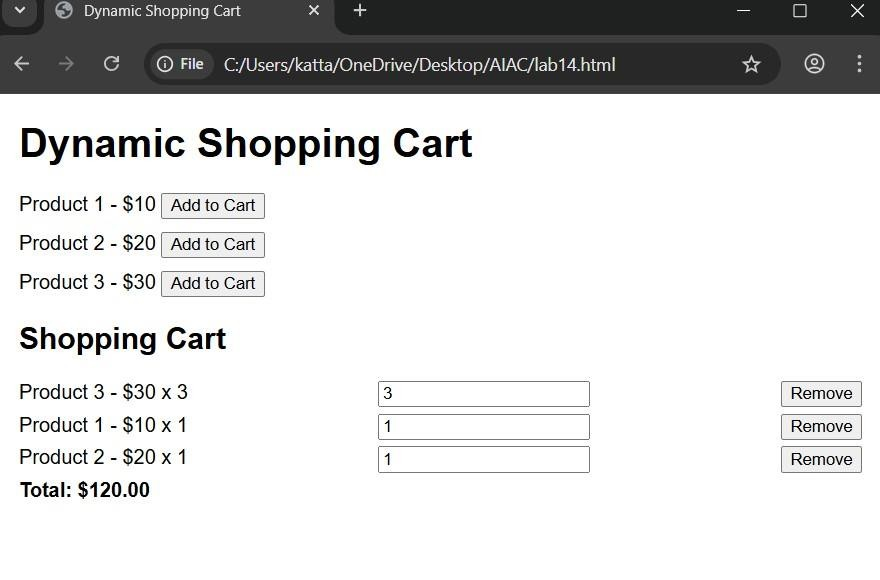 Dynamic Shopping Cart
File C:/Users/katta/OneDrive/Desktop/AIAC/lab14.html
Dynamic Shopping Cart
Product 1 - $10 Add to Cart
Product 2 - $20 Add to Cart
Product 3 - $30 Add to Cart
Shopping Cart
Product 3 - $30 x 3 3 Remove
Product 1 - $10 x 1 1 Remove
Product 2 - $20 x 1 1 Remove
Total: $120.00